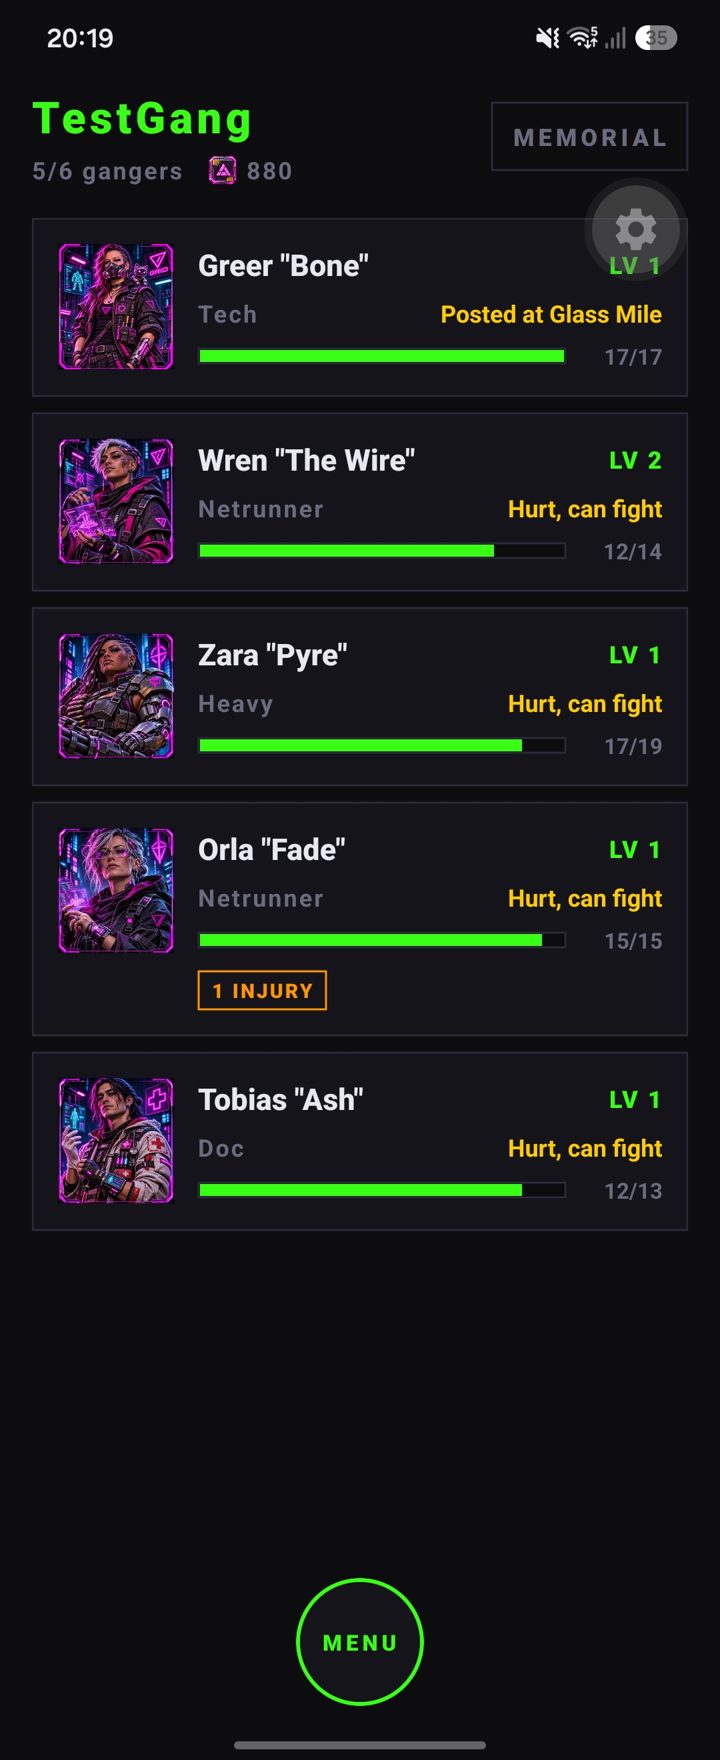 20:19
5
35
TestGang
MEMORIAL
5/6 gangers 880
Greer "Bone"
LV 1
Tech
Posted at Glass Mile
17/17
Wren "The Wire"
LV 2
Netrunner
Hurt, can fight
12/14
Zara "Pyre"
LV 1
Heavy
Hurt, can fight
17/19
Orla "Fade"
LV 1
Netrunner
Hurt, can fight
15/15
1 INJURY
Tobias "Ash"
LV 1
Doc
Hurt, can fight
12/13
MENU